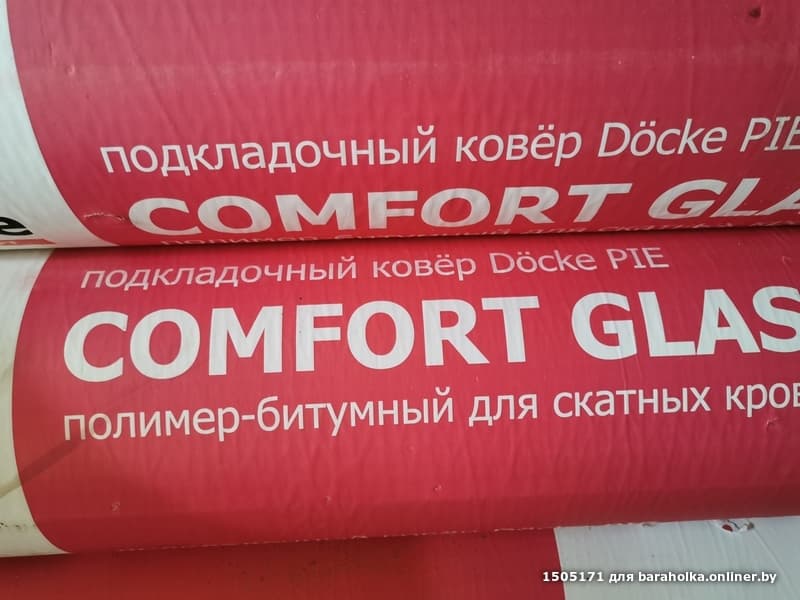 подкладочный ковёр Döcke PIE
COMFORT GLA
полимер
подкладочный ковёр Döcke PIE
COMFORT GLAS
полимер-битумный для скатных кров
1505171 для baraholka.onliner.by